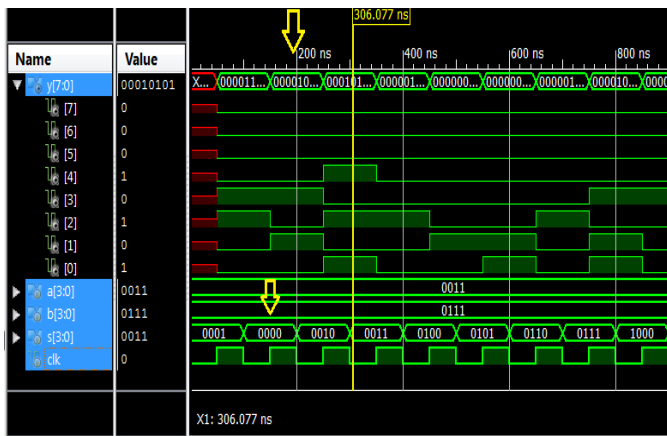 306.077 ns
200 ns 400 ns 600 ns 800 ns
Name Value
y[7:0] 00010101 X... 000011... 000010... 000101... 000001... 000000... 000000... 000001... 000010... 0000
[7] 0
[6] 0
[5] 0
[4] 1
[3] 0
[2] 1
[1] 0
[0] 1
a[3:0] 0011 0011
b[3:0] 0111 0111
s[3:0] 0011 0001 0000 0010 0011 0100 0101 0110 0111 1000
clk 0
X1: 306.077 ns